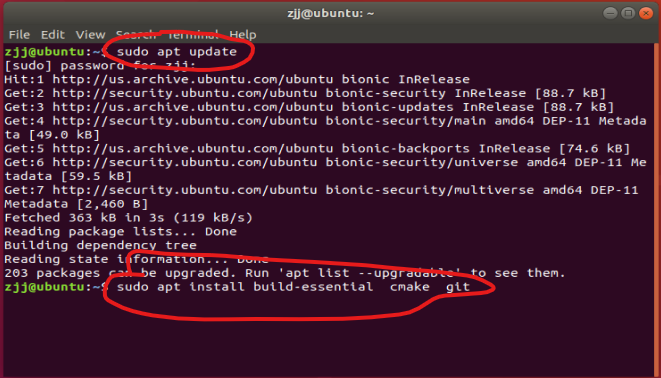 zjj@ubuntu: ~
File Edit View Search Terminal Help
zjj@ubuntu:~$ sudo apt update
[sudo] password for zjj:
Hit:1 http://us.archive.ubuntu.com/ubuntu bionic InRelease
Get:2 http://security.ubuntu.com/ubuntu bionic-security InRelease [88.7 kB]
Get:3 http://us.archive.ubuntu.com/ubuntu bionic-updates InRelease [88.7 kB]
Get:4 http://security.ubuntu.com/ubuntu bionic-security/main amd64 DEP-11 Metada
ta [49.0 kB]
Get:5 http://us.archive.ubuntu.com/ubuntu bionic-backports InRelease [74.6 kB]
Get:6 http://security.ubuntu.com/ubuntu bionic-security/universe amd64 DEP-11 Me
tadata [59.5 kB]
Get:7 http://security.ubuntu.com/ubuntu bionic-security/multiverse amd64 DEP-11
Metadata [2,460 B]
Fetched 363 kB in 3s (119 kB/s)
Reading package lists... Done
Building dependency tree
Reading state information... Done
203 packages can be upgraded. Run 'apt list --upgradable' to see them.
zjj@ubuntu:~$ sudo apt install build-essential  cmake  git